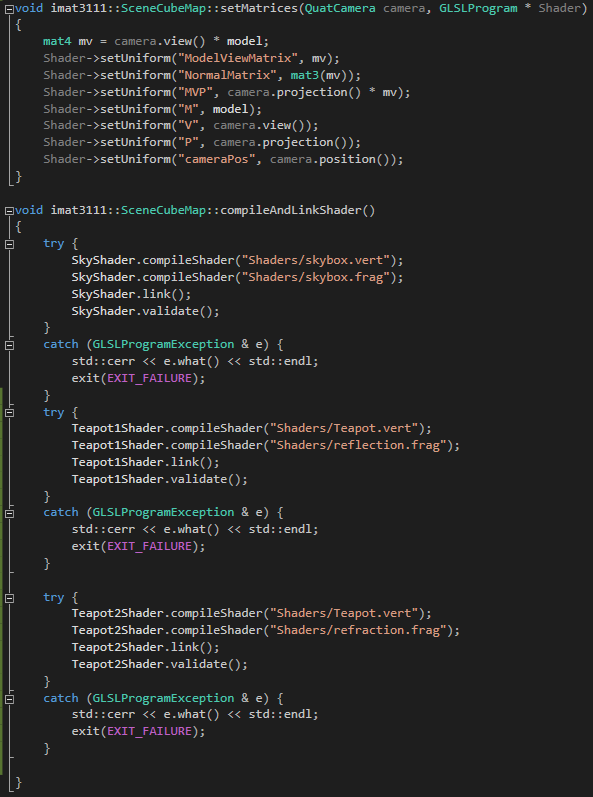 void imat3111::SceneCubeMap::setMatrices(QuatCamera camera, GLSLProgram * Shader)
{
    mat4 mv = camera.view() * model;
    Shader->setUniform("ModelViewMatrix", mv);
    Shader->setUniform("NormalMatrix", mat3(mv));
    Shader->setUniform("MVP", camera.projection() * mv);
    Shader->setUniform("M", model);
    Shader->setUniform("V", camera.view());
    Shader->setUniform("P", camera.projection());
    Shader->setUniform("cameraPos", camera.position());
}
void imat3111::SceneCubeMap::compileAndLinkShader()
{
    try {
        SkyShader.compileShader("Shaders/skybox.vert");
        SkyShader.compileShader("Shaders/skybox.frag");
        SkyShader.link();
        SkyShader.validate();
    }
    catch (GLSLProgramException & e) {
        std::cerr << e.what() << std::endl;
        exit(EXIT_FAILURE);
    }
    try {
        Teapot1Shader.compileShader("Shaders/Teapot.vert");
        Teapot1Shader.compileShader("Shaders/reflection.frag");
        Teapot1Shader.link();
        Teapot1Shader.validate();
    }
    catch (GLSLProgramException & e) {
        std::cerr << e.what() << std::endl;
        exit(EXIT_FAILURE);
    }
    try {
        Teapot2Shader.compileShader("Shaders/Teapot.vert");
        Teapot2Shader.compileShader("Shaders/refraction.frag");
        Teapot2Shader.link();
        Teapot2Shader.validate();
    }
    catch (GLSLProgramException & e) {
        std::cerr << e.what() << std::endl;
        exit(EXIT_FAILURE);
    }
}